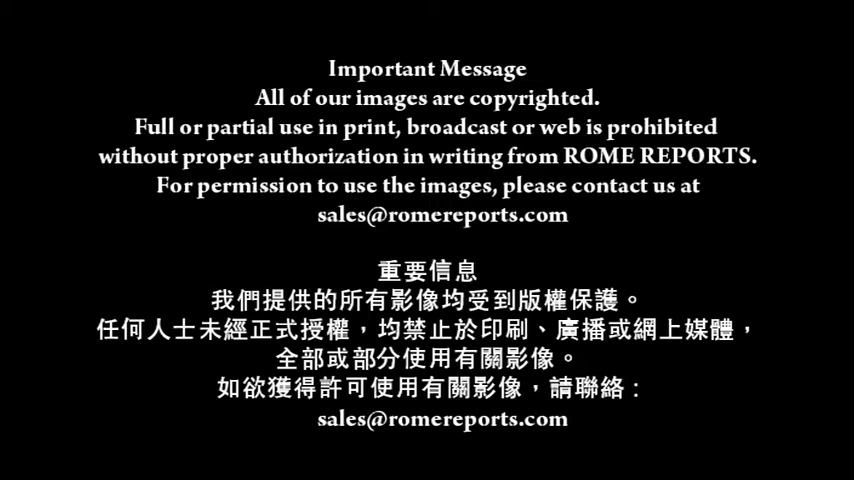 Important Message
All of our images are copyrighted.
Full or partial use in print, broadcast or web is prohibited
without proper authorization in writing from ROME REPORTS.
For permission to use the images, please contact us at
sales@romereports.com
重要信息
我們提供的所有影像均受到版權保護。
任何人士未經正式授權，均禁止於印刷、廣播或網上媒體，
全部或部分使用有關影像。
如欲獲得許可使用有關影像，請聯絡：
sales@romereports.com